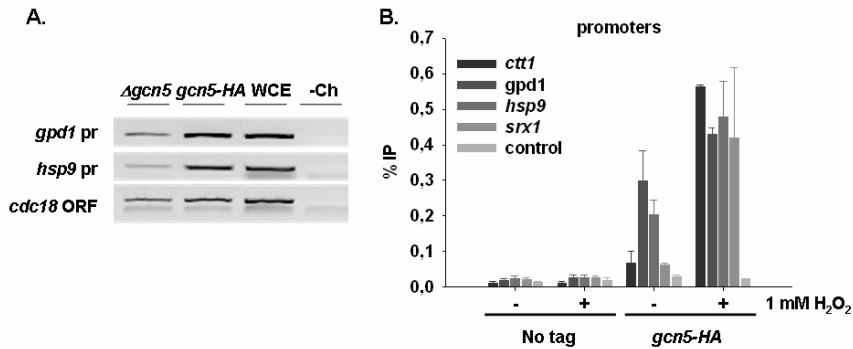 A.
Δgcn5 gcn5-HA WCE -Ch
gpd1 pr
hsp9 pr
cdc18 ORF
B.
promoters
0,7
0,6
0,5
0,4
0,3
0,2
0,1
0,0
% IP
ctt1
gpd1
hsp9
srx1
control
- + - + 1 mM H₂O₂
No tag gcn5-HA